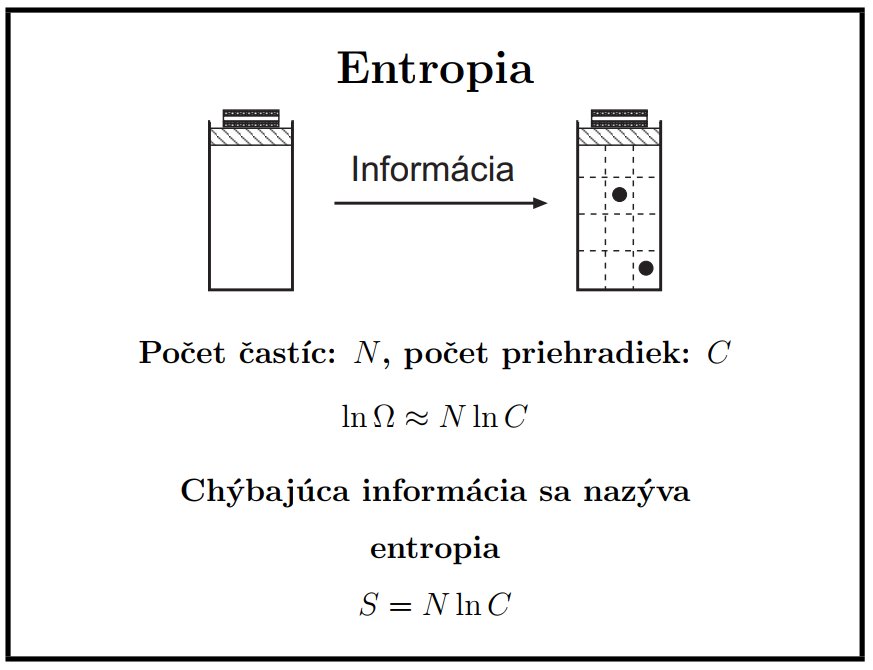 Entropia
Informácia
Počet častíc: N, počet priehradiek: C
ln Ω ≈ N ln C
Chýbajúca informácia sa nazýva
entropia
S = N ln C